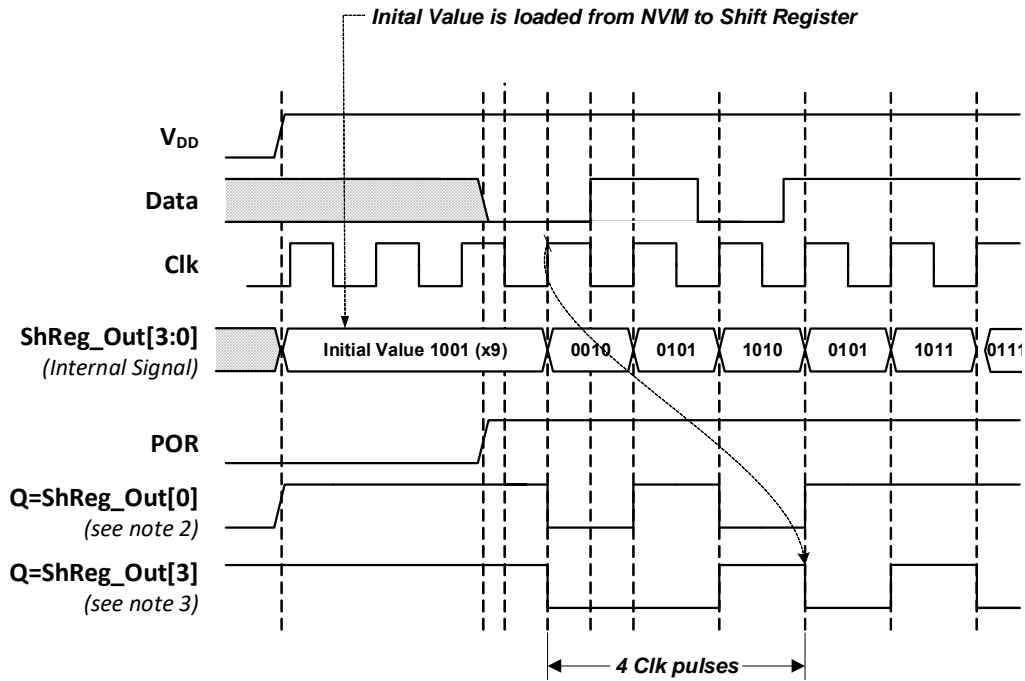 Inital Value is loaded from NVM to Shift Register
VDD
Data
Clk
ShReg_Out[3:0]
(Internal Signal)
Initial Value 1001 (x9)
0010
0101
1010
0101
1011
0111
POR
Q=ShReg_Out[0]
(see note 2)
Q=ShReg_Out[3]
(see note 3)
4 Clk pulses